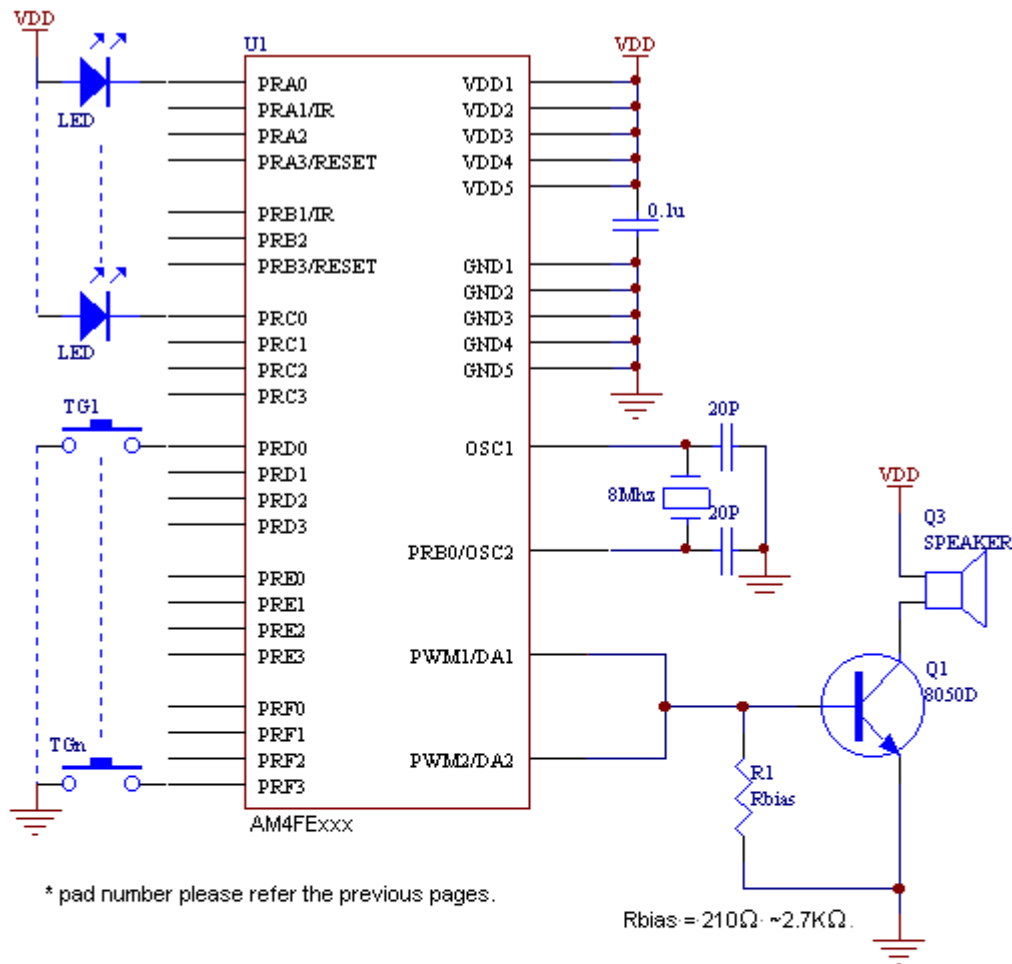 VDD
LED
LED
TG1
TGn
U1
PRA0
PRA1/IR
PRA2
PRA3/RESET
PRB1/IR
PRB2
PRB3/RESET
PRC0
PRC1
PRC2
PRC3
PRD0
PRD1
PRD2
PRD3
PRE0
PRE1
PRE2
PRE3
PRF0
PRF1
PRF2
PRF3
VDD1
VDD2
VDD3
VDD4
VDD5
GND1
GND2
GND3
GND4
GND5
OSC1
PRB0/OSC2
PWM1/DA1
PWM2/DA2
AM4FExxx
VDD
0.1u
20P
8Mhz
20P
VDD
Q3
SPEAKER
Q1
8050D
R1
Rbias
* pad number please refer the previous pages.
Rbias = 210Ω ~2.7KΩ.